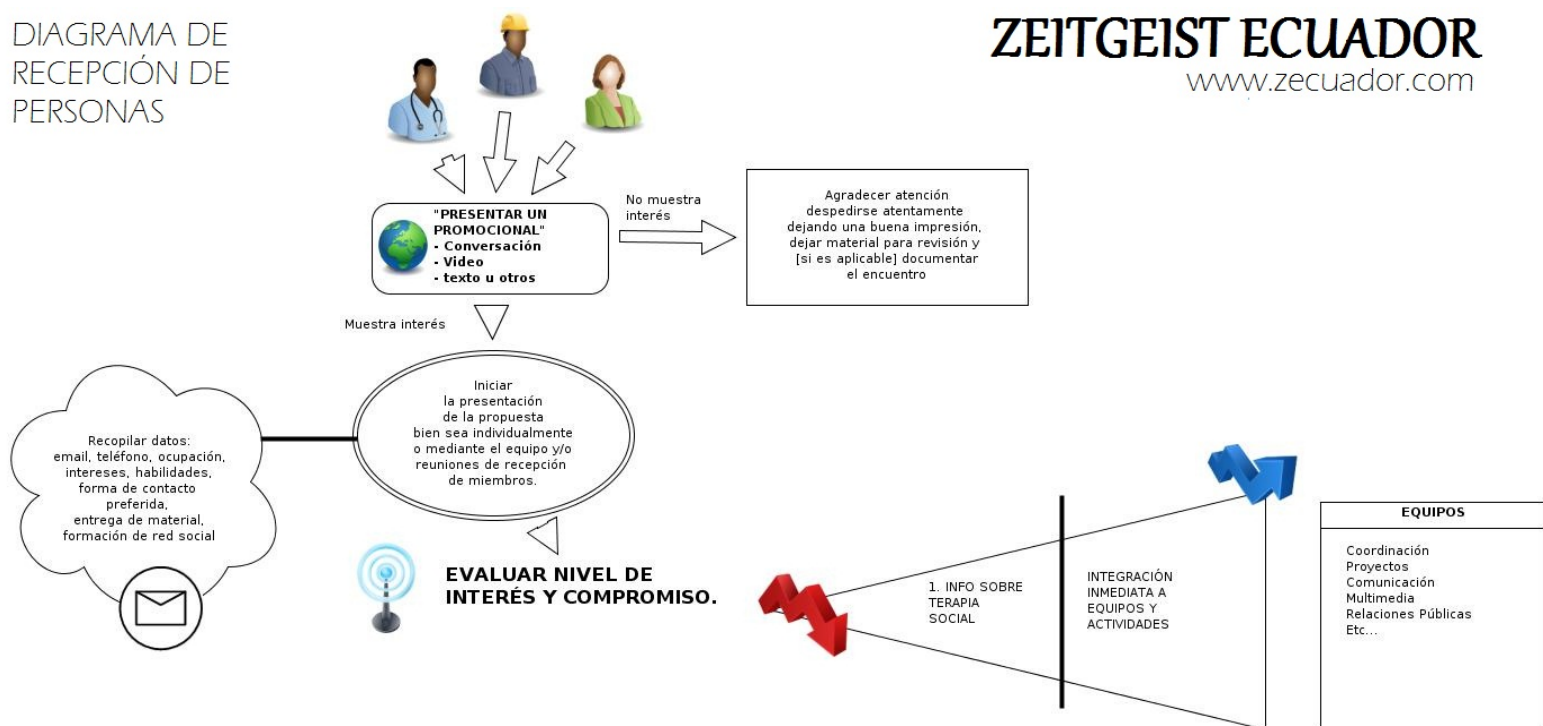 DIAGRAMA DE
RECEPCIÓN DE
PERSONAS
ZEITGEIST ECUADOR
www.zecuador.com
"PRESENTAR UN
PROMOCIONAL"
- Conversación
- Video
- texto u otros
No muestra
interés
Agradecer atención
despedirse atentamente
dejando una buena impresión,
dejar material para revisión y
[si es aplicable] documentar
el encuentro
Muestra interés
Iniciar
la presentación
de la propuesta
bien sea individualmente
o mediante el equipo y/o
reuniones de recepción
de miembros.
Recopilar datos:
email, teléfono, ocupación,
intereses, habilidades,
forma de contacto
preferida,
entrega de material,
formación de red social
EVALUAR NIVEL DE
INTERÉS Y COMPROMISO.
1. INFO SOBRE
TERAPIA
SOCIAL
INTEGRACIÓN
INMEDIATA A
EQUIPOS Y
ACTIVIDADES
EQUIPOS
Coordinación
Proyectos
Comunicación
Multimedia
Relaciones Públicas
Etc...